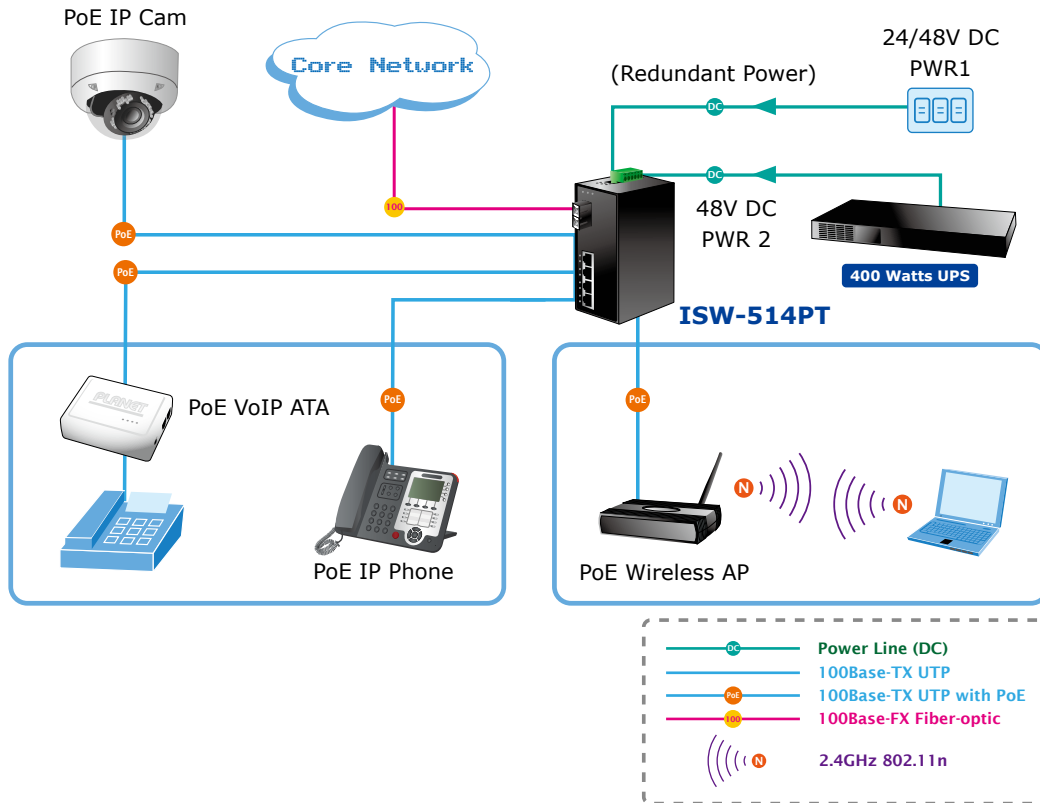 PoE IP Cam
Core Network
(Redundant Power)
24/48V DC
PWR1
DC
DC
48V DC
PWR 2
400 Watts UPS
100
PoE
PoE
ISW-514PT
PLANET
PoE VoIP ATA
PoE
PoE IP Phone
PoE
N
N
PoE Wireless AP
DC
Power Line (DC)
100Base-TX UTP
PoE
100Base-TX UTP with PoE
100
100Base-FX Fiber-optic
N
2.4GHz 802.11n